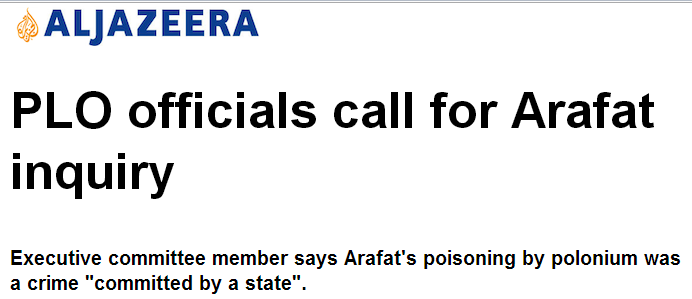 ALJAZEERA
PLO officials call for Arafat
inquiry
Executive committee member says Arafat's poisoning by polonium was
a crime "committed by a state".